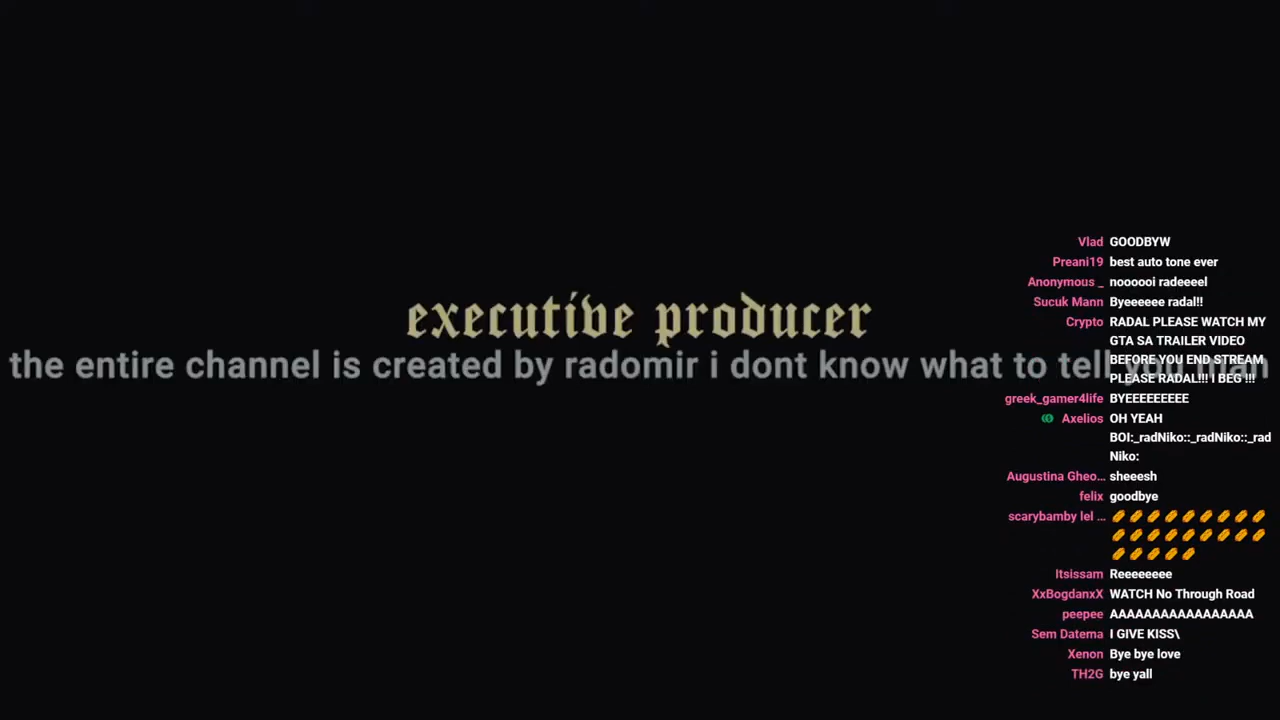 executive producer
the entire channel is created by radomir i dont know what to tell you man
Vlad GOODBYW
Preani19 best auto tone ever
Anonymous _ noooooi radeeeel
Sucuk Mann Byeeeeee radal!!
Crypto RADAL PLEASE WATCH MY
GTA SA TRAILER VIDEO
BEFORE YOU END STREAM
PLEASE RADAL!!! I BEG !!!
greek_gamer4life BYEEEEEEEEE
Axelios OH YEAH
BOI:_radNiko::_radNiko::_rad
Niko:
Augustina Gheo... sheeesh
felix goodbye
scarybamby lel ...
Itsissam Reeeeeeee
XxBogdanxX WATCH No Through Road
peepee AAAAAAAAAAAAAAAAA
Sem Datema I GIVE KISS\
Xenon Bye bye love
TH2G bye yall